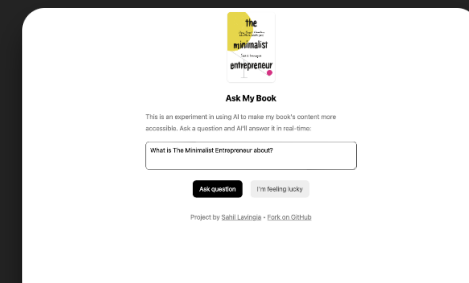 the
minimalist
entrepreneur
Ask My Book
This is an experiment in using AI to make my book's content more
accessible. Ask a question and AI'll answer it in real-time:
What is The Minimalist Entrepreneur about?
Ask question
I'm feeling lucky
Project by Sahil Lavingia • Fork on GitHub